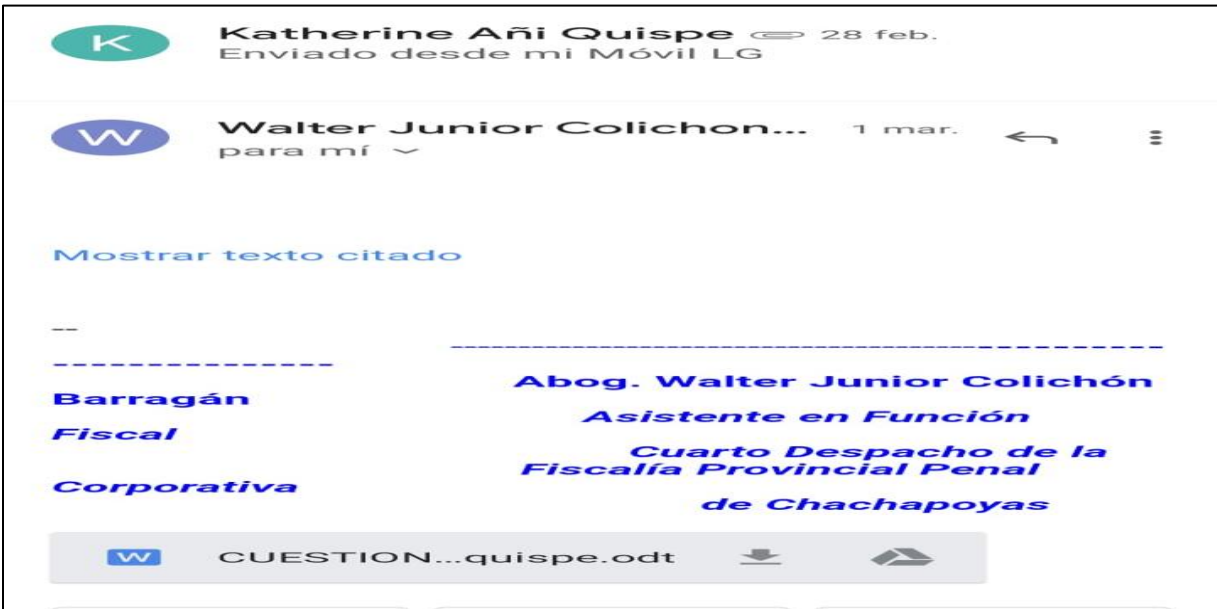 K
Katherine Añi Quispe 28 feb.
Enviado desde mi Móvil LG
W
Walter Junior Colichon... 1 mar.
para mí
Mostrar texto citado
--
-----------------------------------------------------
---------------
Abog. Walter Junior Colichón
Barragán
Asistente en Función
Fiscal
Cuarto Despacho de la
Fiscalía Provincial Penal
Corporativa
de Chachapoyas
W CUESTION...quispe.odt